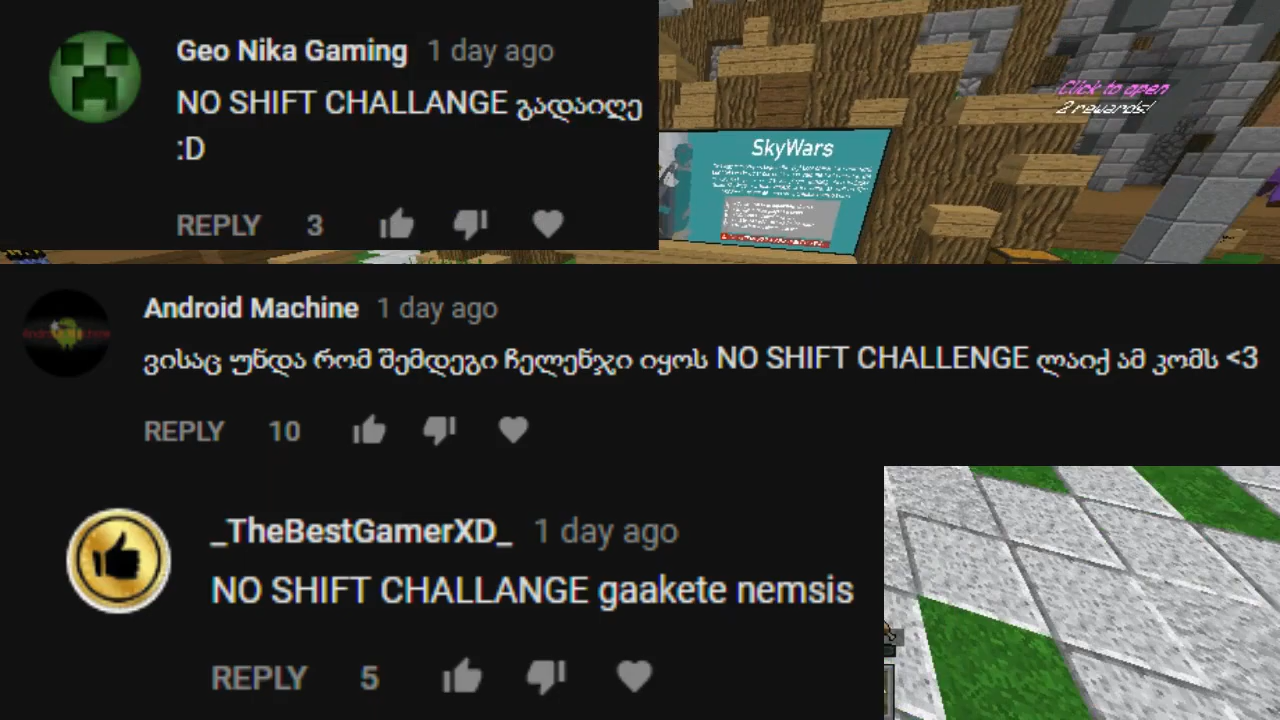 Geo Nika Gaming 1 day ago
NO SHIFT CHALLANGE გადაიღე
:D
REPLY 3
Click to open
2 rewards!
SkyWars
Android Machine 1 day ago
ვისაც უნდა რომ შემდეგი ჩელენჯი იყოს NO SHIFT CHALLENGE ლაიქ ამ კომს <3
REPLY 10
_TheBestGamerXD_ 1 day ago
NO SHIFT CHALLANGE gaakete nemsis
REPLY 5